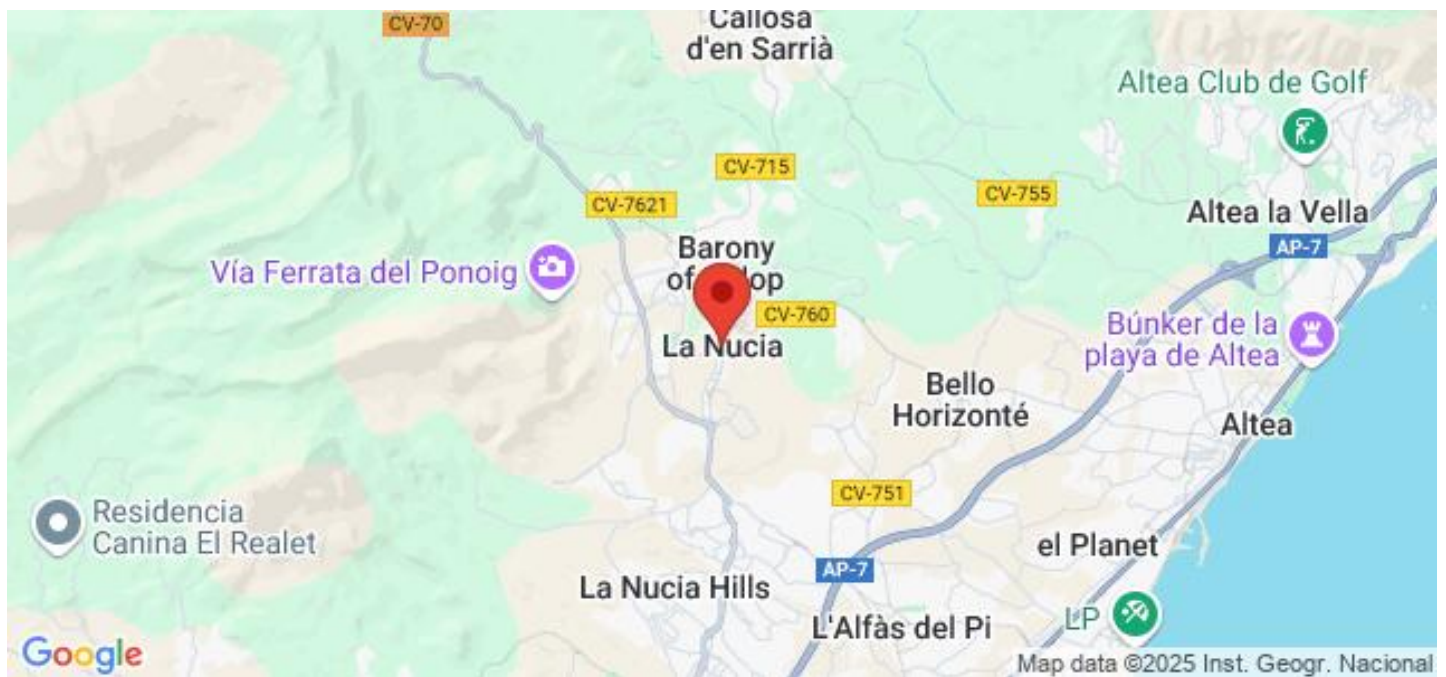 CV-70
Callosa
d'en Sarrià
Altea Club de Golf
CV-715
CV-755
CV-7621
Altea la Vella
AP-7
Barony
Vía Ferrata del Ponoig
CV-760
La Nucia
Búnker de la
playa de Altea
Bello
Horizonté
Altea
CV-751
Residencia
Canina El Realet
el Planet
AP-7
La Nucia Hills
L'Alfàs del Pi
LP
Google
Map data ©2025 Inst. Geogr. Nacional